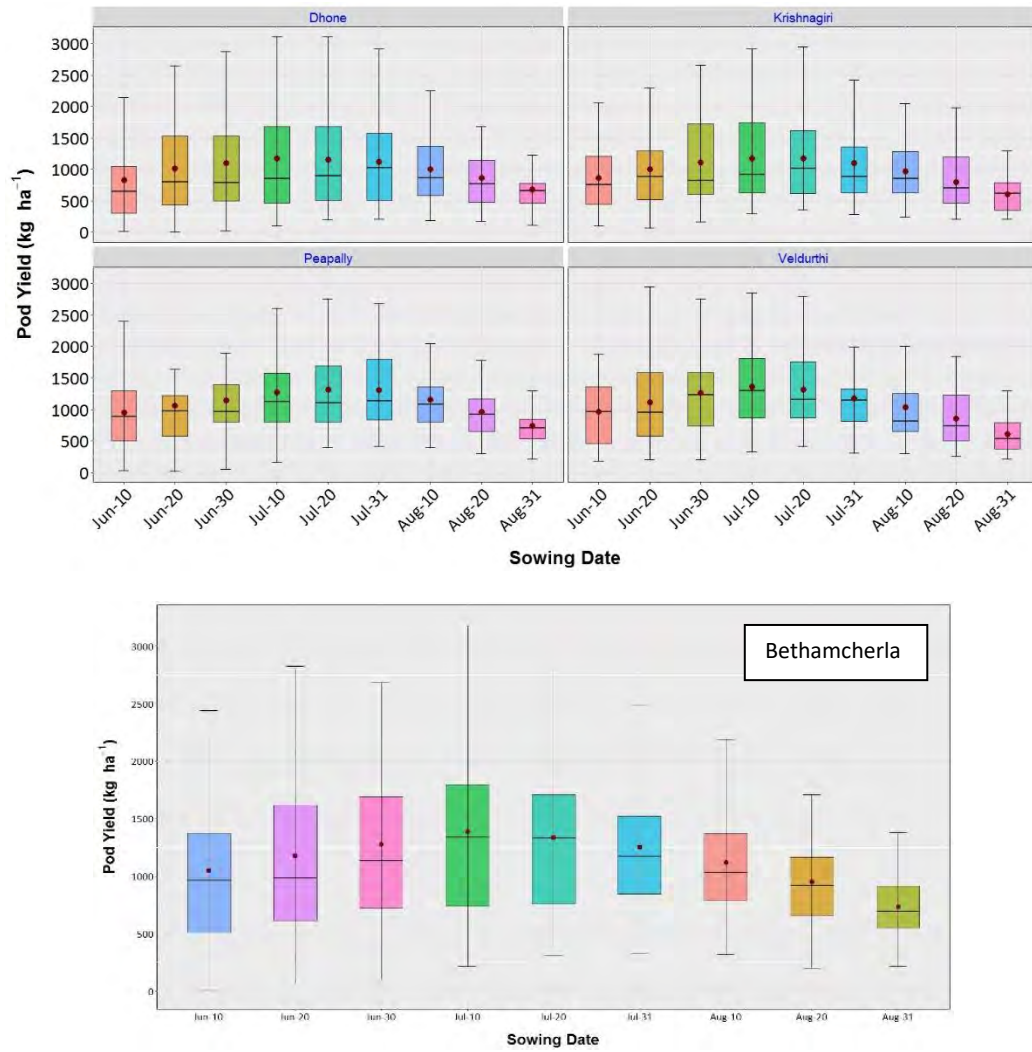 Dhone Krishnagiri
3000
2500
2000
1500
1000
500
0
Peapally Veldurthi
3000
2500
2000
1500
1000
500
0
Pod Yield (kg ha⁻¹)
Jun-10 Jun-20 Jun-30 Jul-10 Jul-20 Jul-31 Aug-10 Aug-20 Aug-31 Jun-10 Jun-20 Jun-30 Jul-10 Jul-20 Jul-31 Aug-10 Aug-20 Aug-31
Sowing Date
Bethamcherla
3000
2500
2000
1500
1000
500
0
Pod Yield (kg ha⁻¹)
Jun-10 Jun-20 Jun-30 Jul-10 Jul-20 Jul-31 Aug-10 Aug-20 Aug-31
Sowing Date